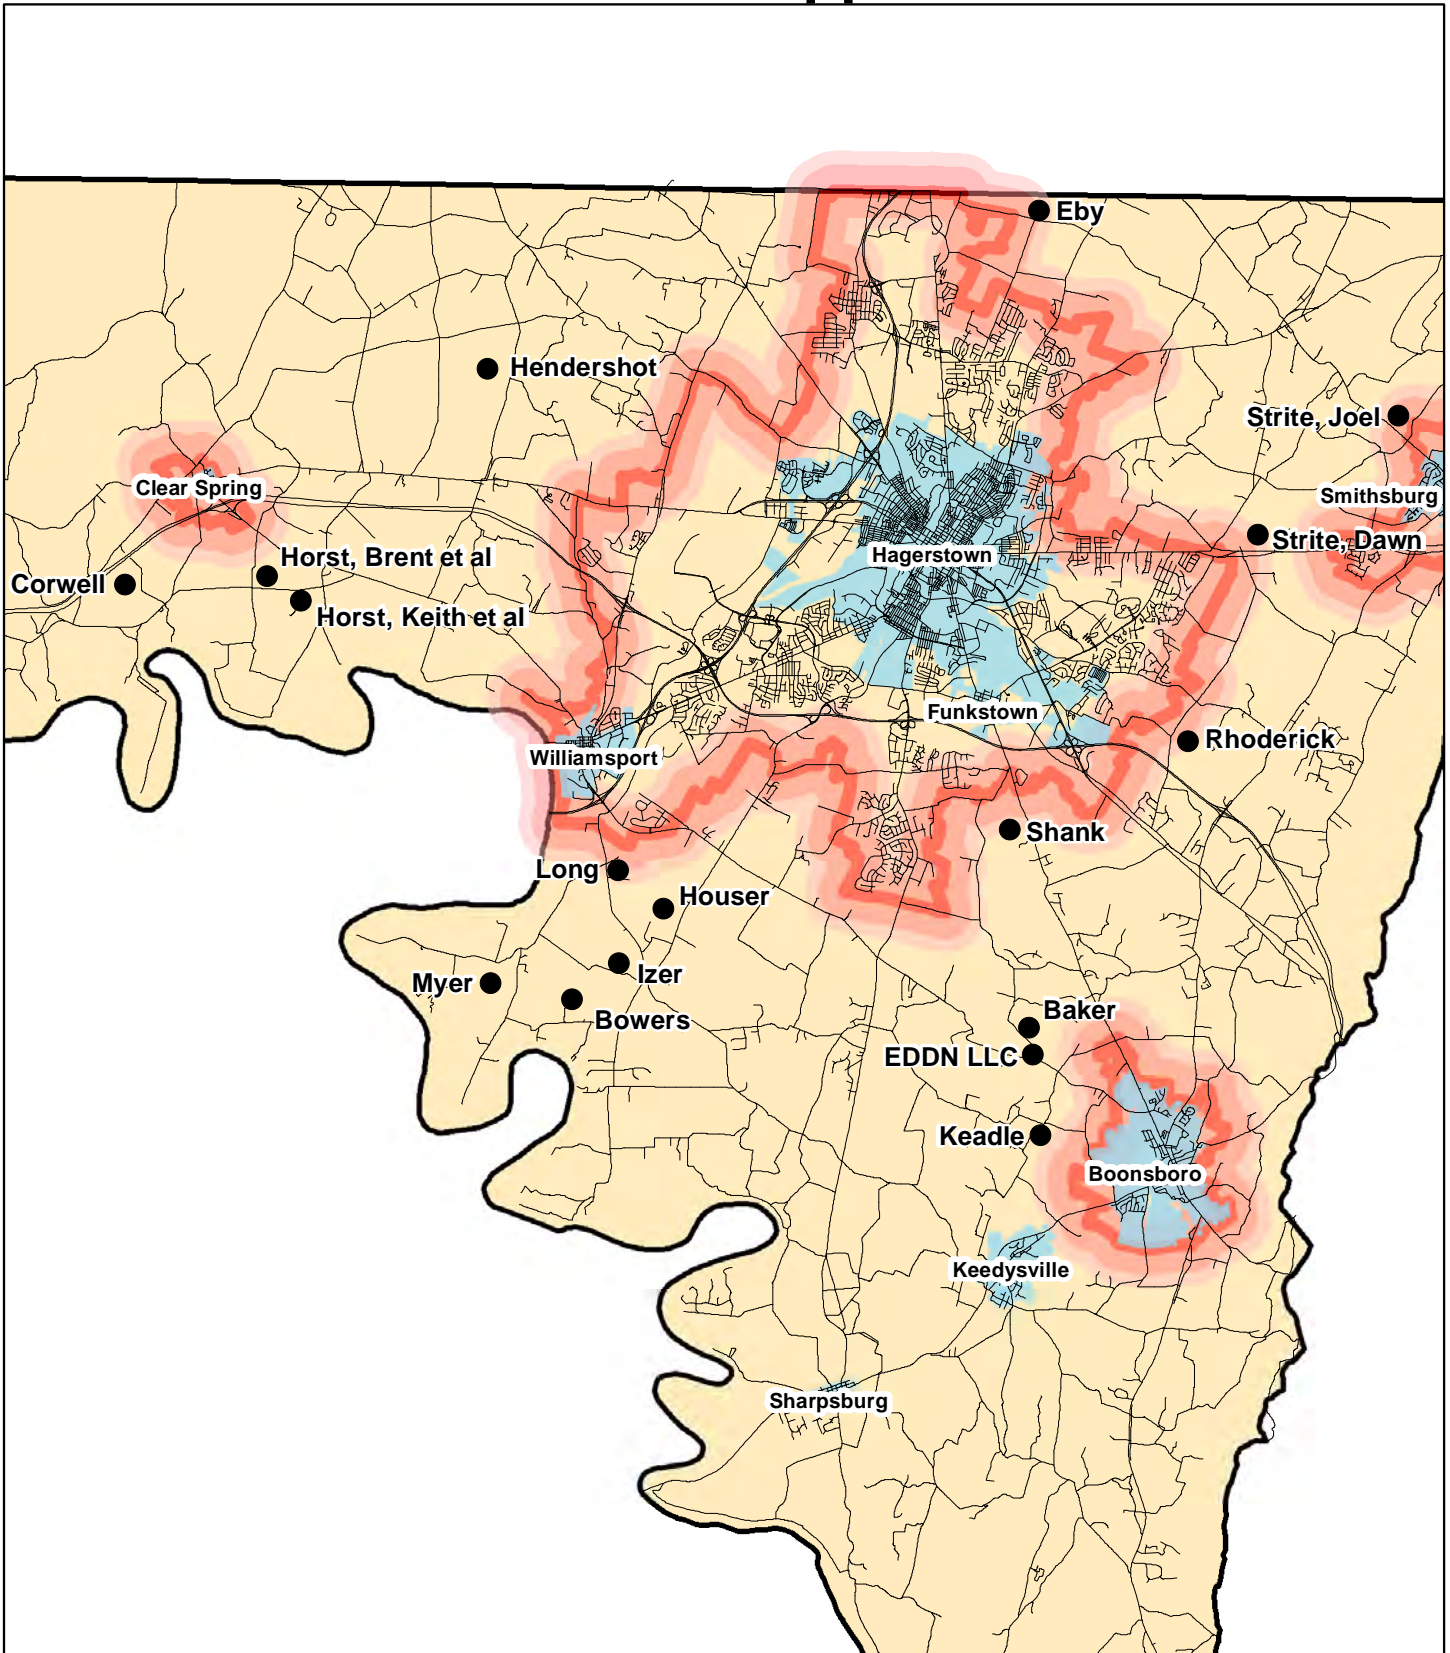 Eby
Hendershot
Strite, Joel
Clear Spring
Smithsburg
Strite, Dawn
Hagerstown
Horst, Brent et al
Corwell
Horst, Keith et al
Funkstown
Rhoderick
Williamsport
Shank
Long
Houser
Izer
Myer
Bowers
Baker
EDDN LLC
Keadle
Boonsboro
Keedysville
Sharpsburg